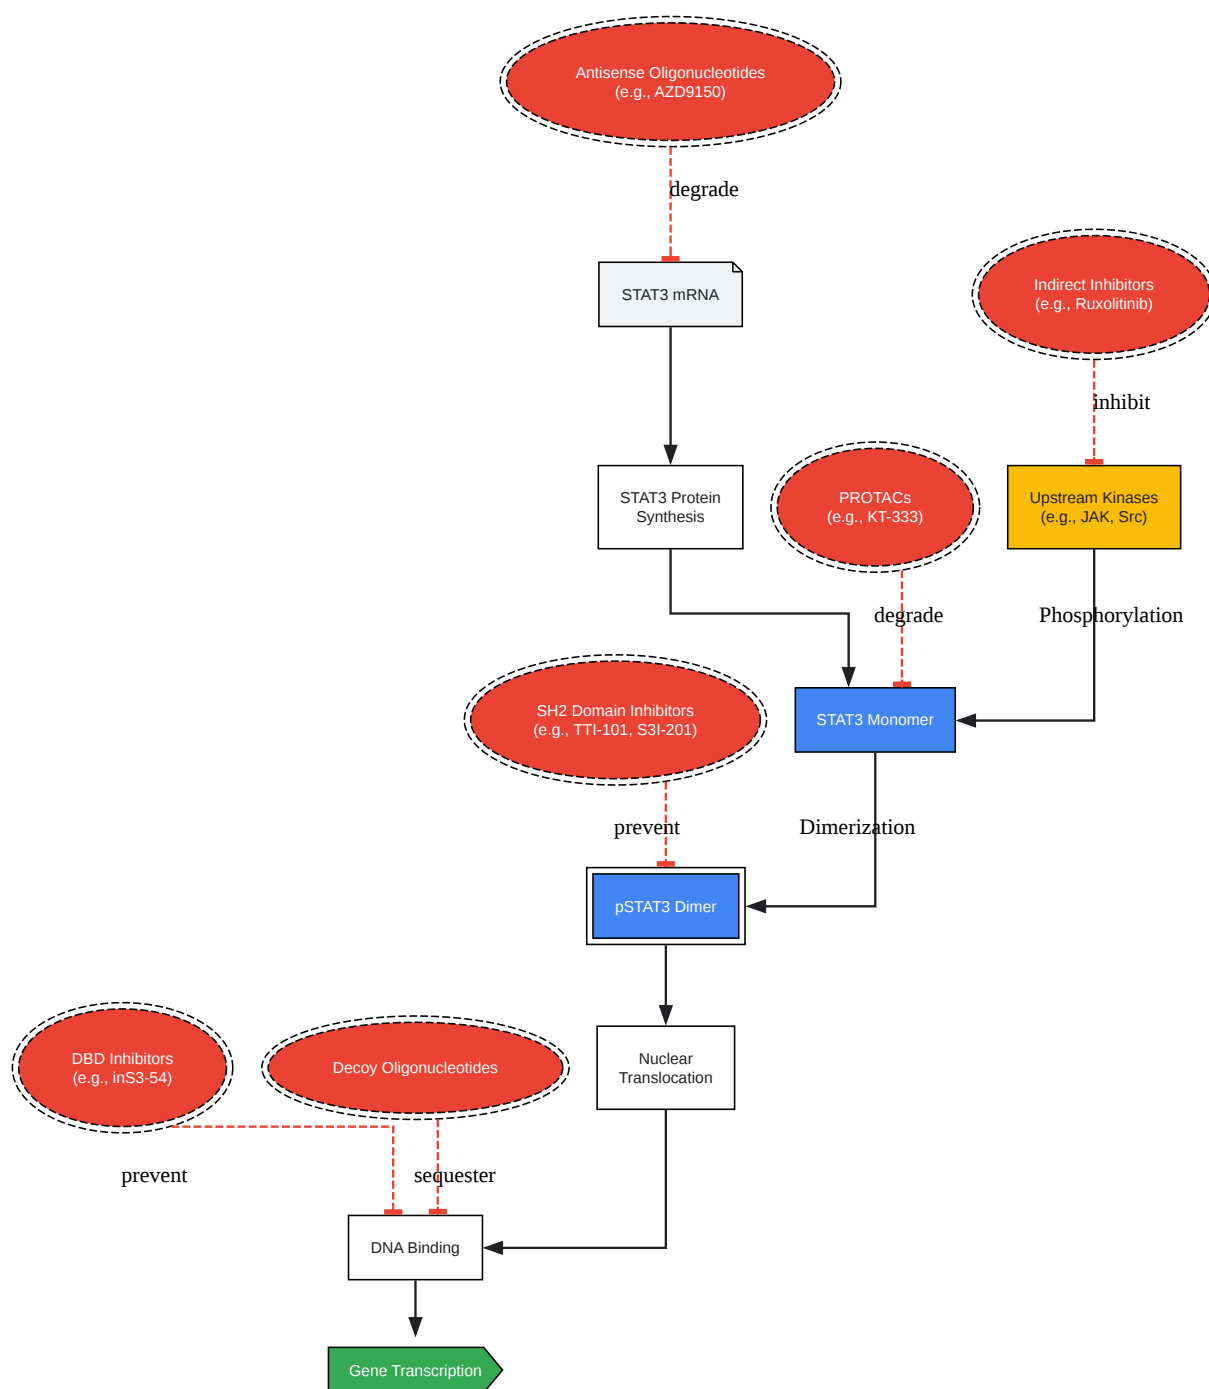 Antisense Oligonucleotides
(e.g., AZD9150)
degrade
STAT3 mRNA
Indirect Inhibitors
(e.g., Ruxolitinib)
inhibit
STAT3 Protein
Synthesis
PROTACs
(e.g., KT-333)
Upstream Kinases
(e.g., JAK, Src)
degrade
Phosphorylation
SH2 Domain Inhibitors
(e.g., TTI-101, S3I-201)
STAT3 Monomer
prevent
Dimerization
pSTAT3 Dimer
DBD Inhibitors
(e.g., inS3-54)
Decoy Oligonucleotides
Nuclear
Translocation
prevent
sequester
DNA Binding
Gene Transcription